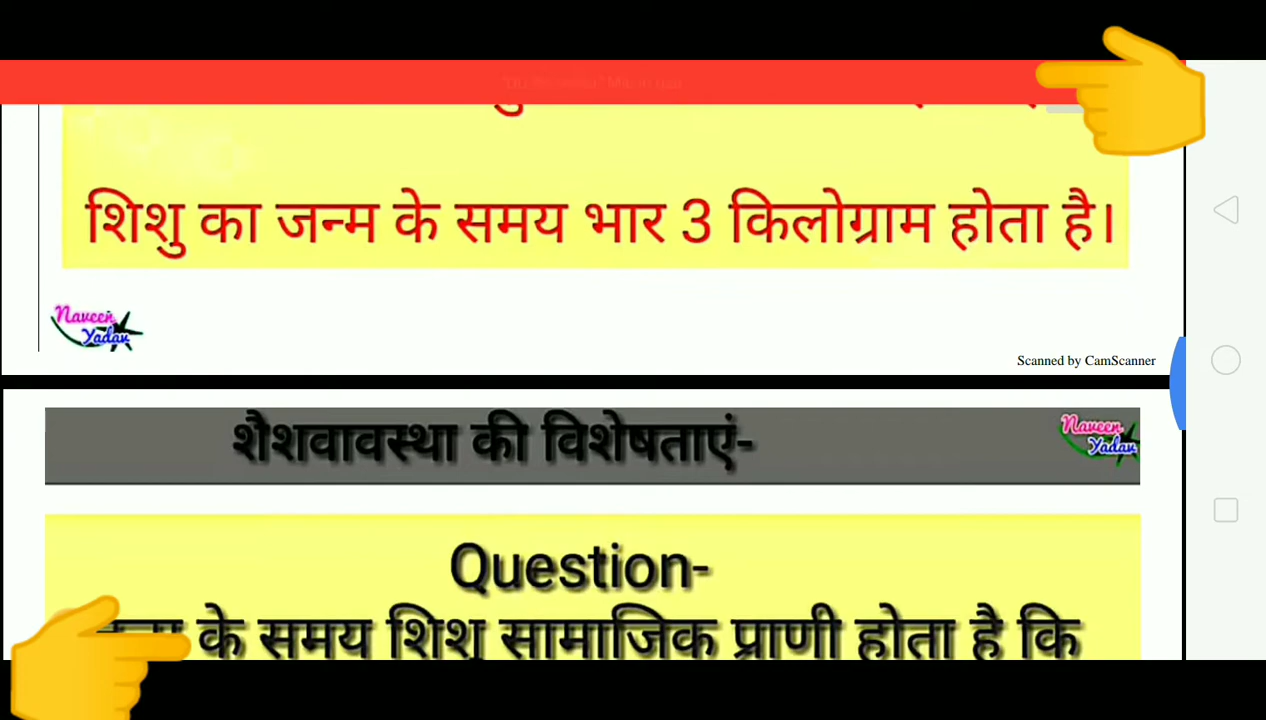 शिशु का जन्म के समय भार 3 किलोग्राम होता है।
Naveen
Yadav
Scanned by CamScanner
शैशवावस्था की विशेषताएं-
Naveen
Yadav
Question-
के समय शिशु सामाजिक प्राणी होता है कि